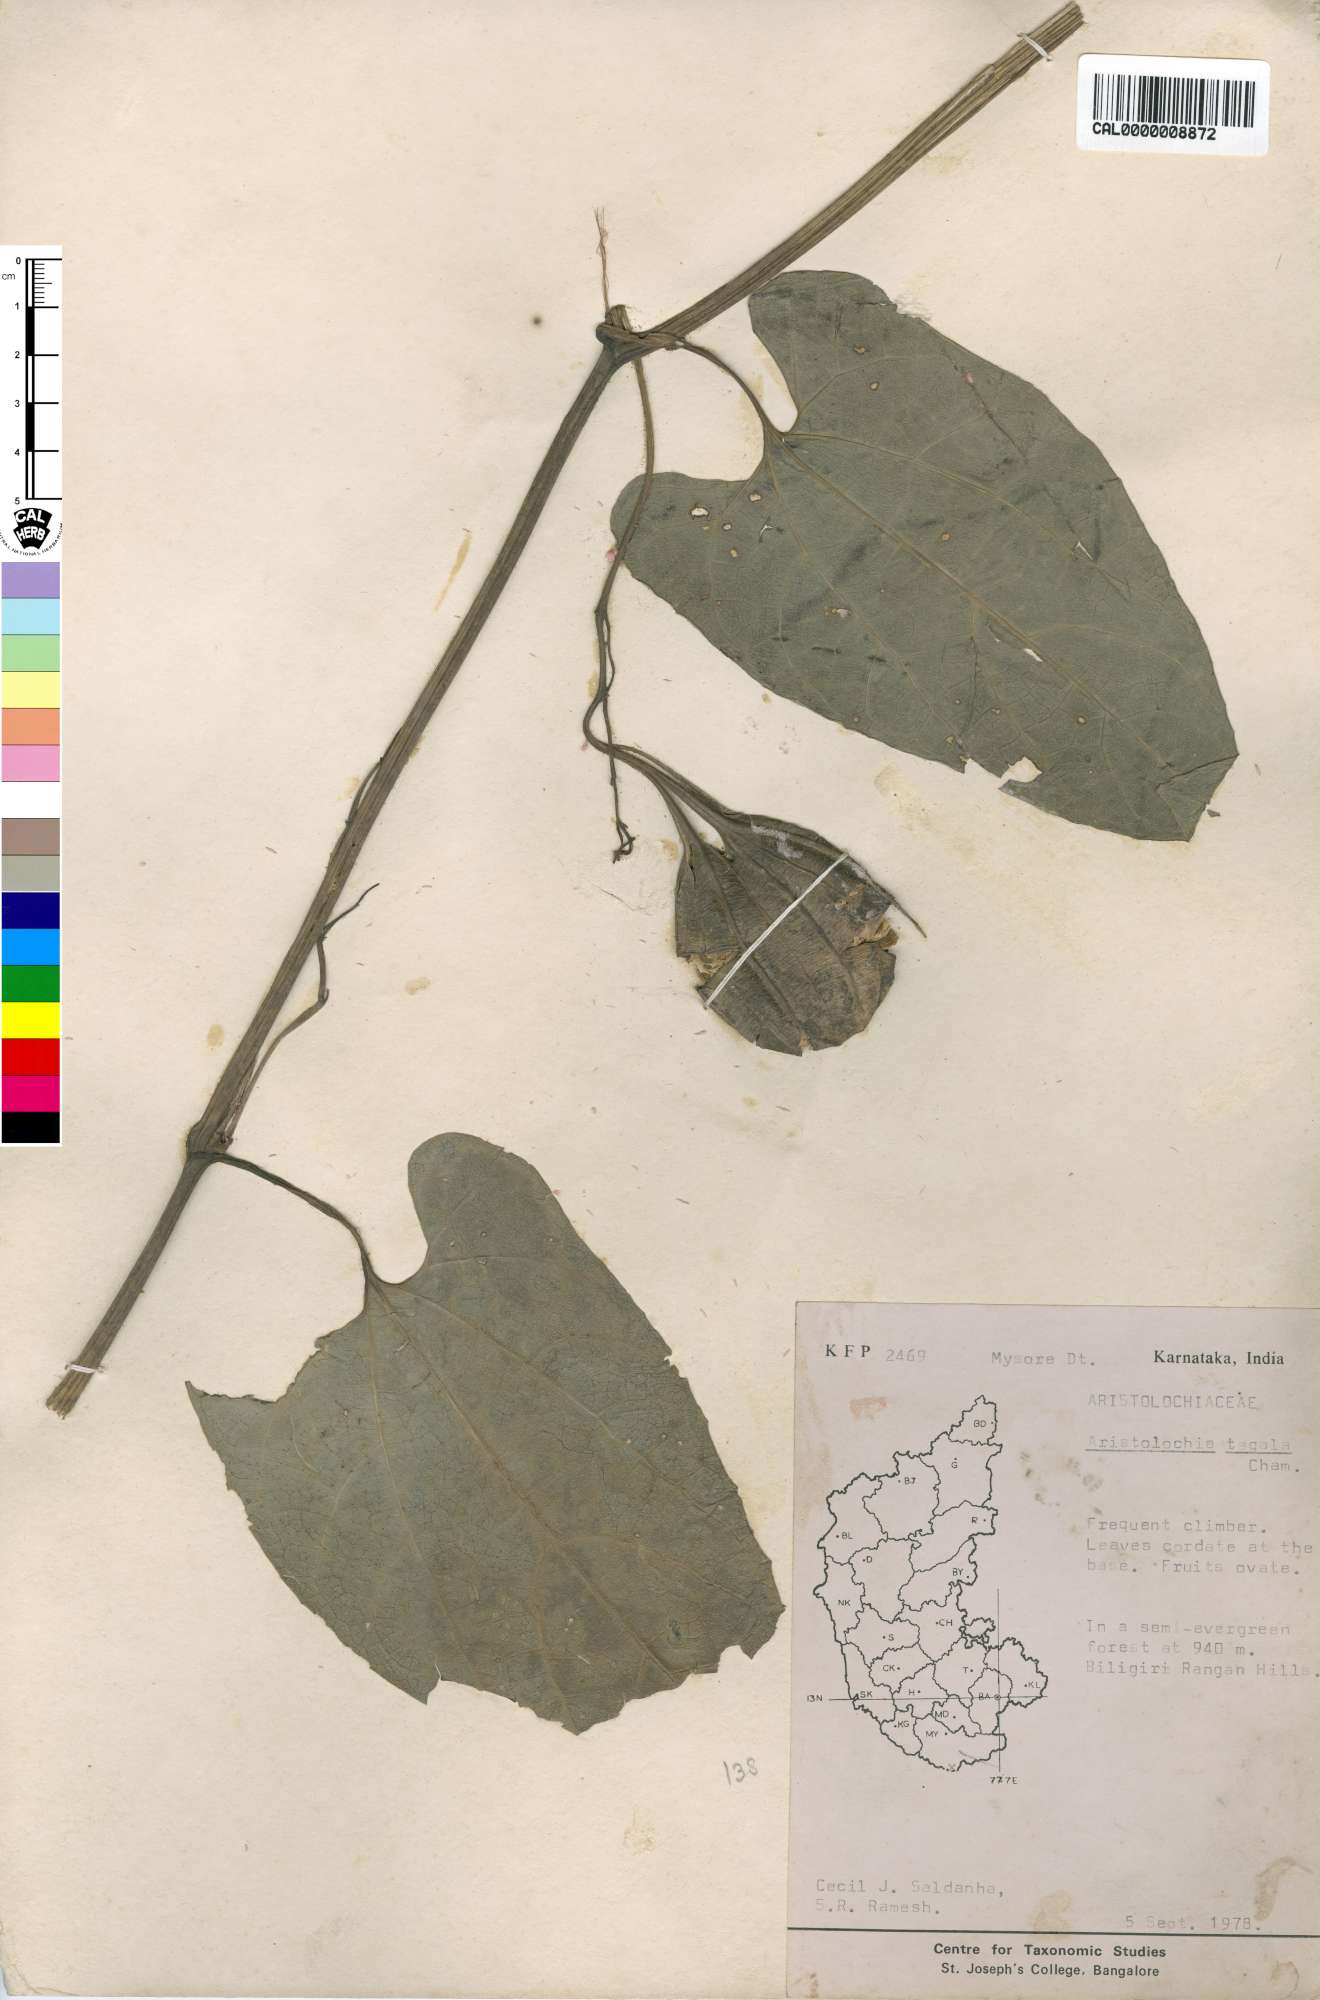 CAL0000008872
0
cm
1
2
3
4
5
CAL
HERB
138
K F P 2469 Mysore Dt. Karnataka, India
ARISTOLOCHIACEAE
Aristolochia tagala
Cham.
Frequent climber.
Leaves cordate at the
base. Fruits ovate.
In a semi-evergreen
forest at 940 m.
Biligiri Rangan Hills.
BD
G
BJ
R
BL
D
BY
NK
CH
S
CK
T
KL
SK
H
BA
13N
MD
KG
MY
77°E
Cecil J. Saldanha,
S.R. Ramesh.
5 Sept. 1978.
Centre for Taxonomic Studies
St. Joseph's College, Bangalore